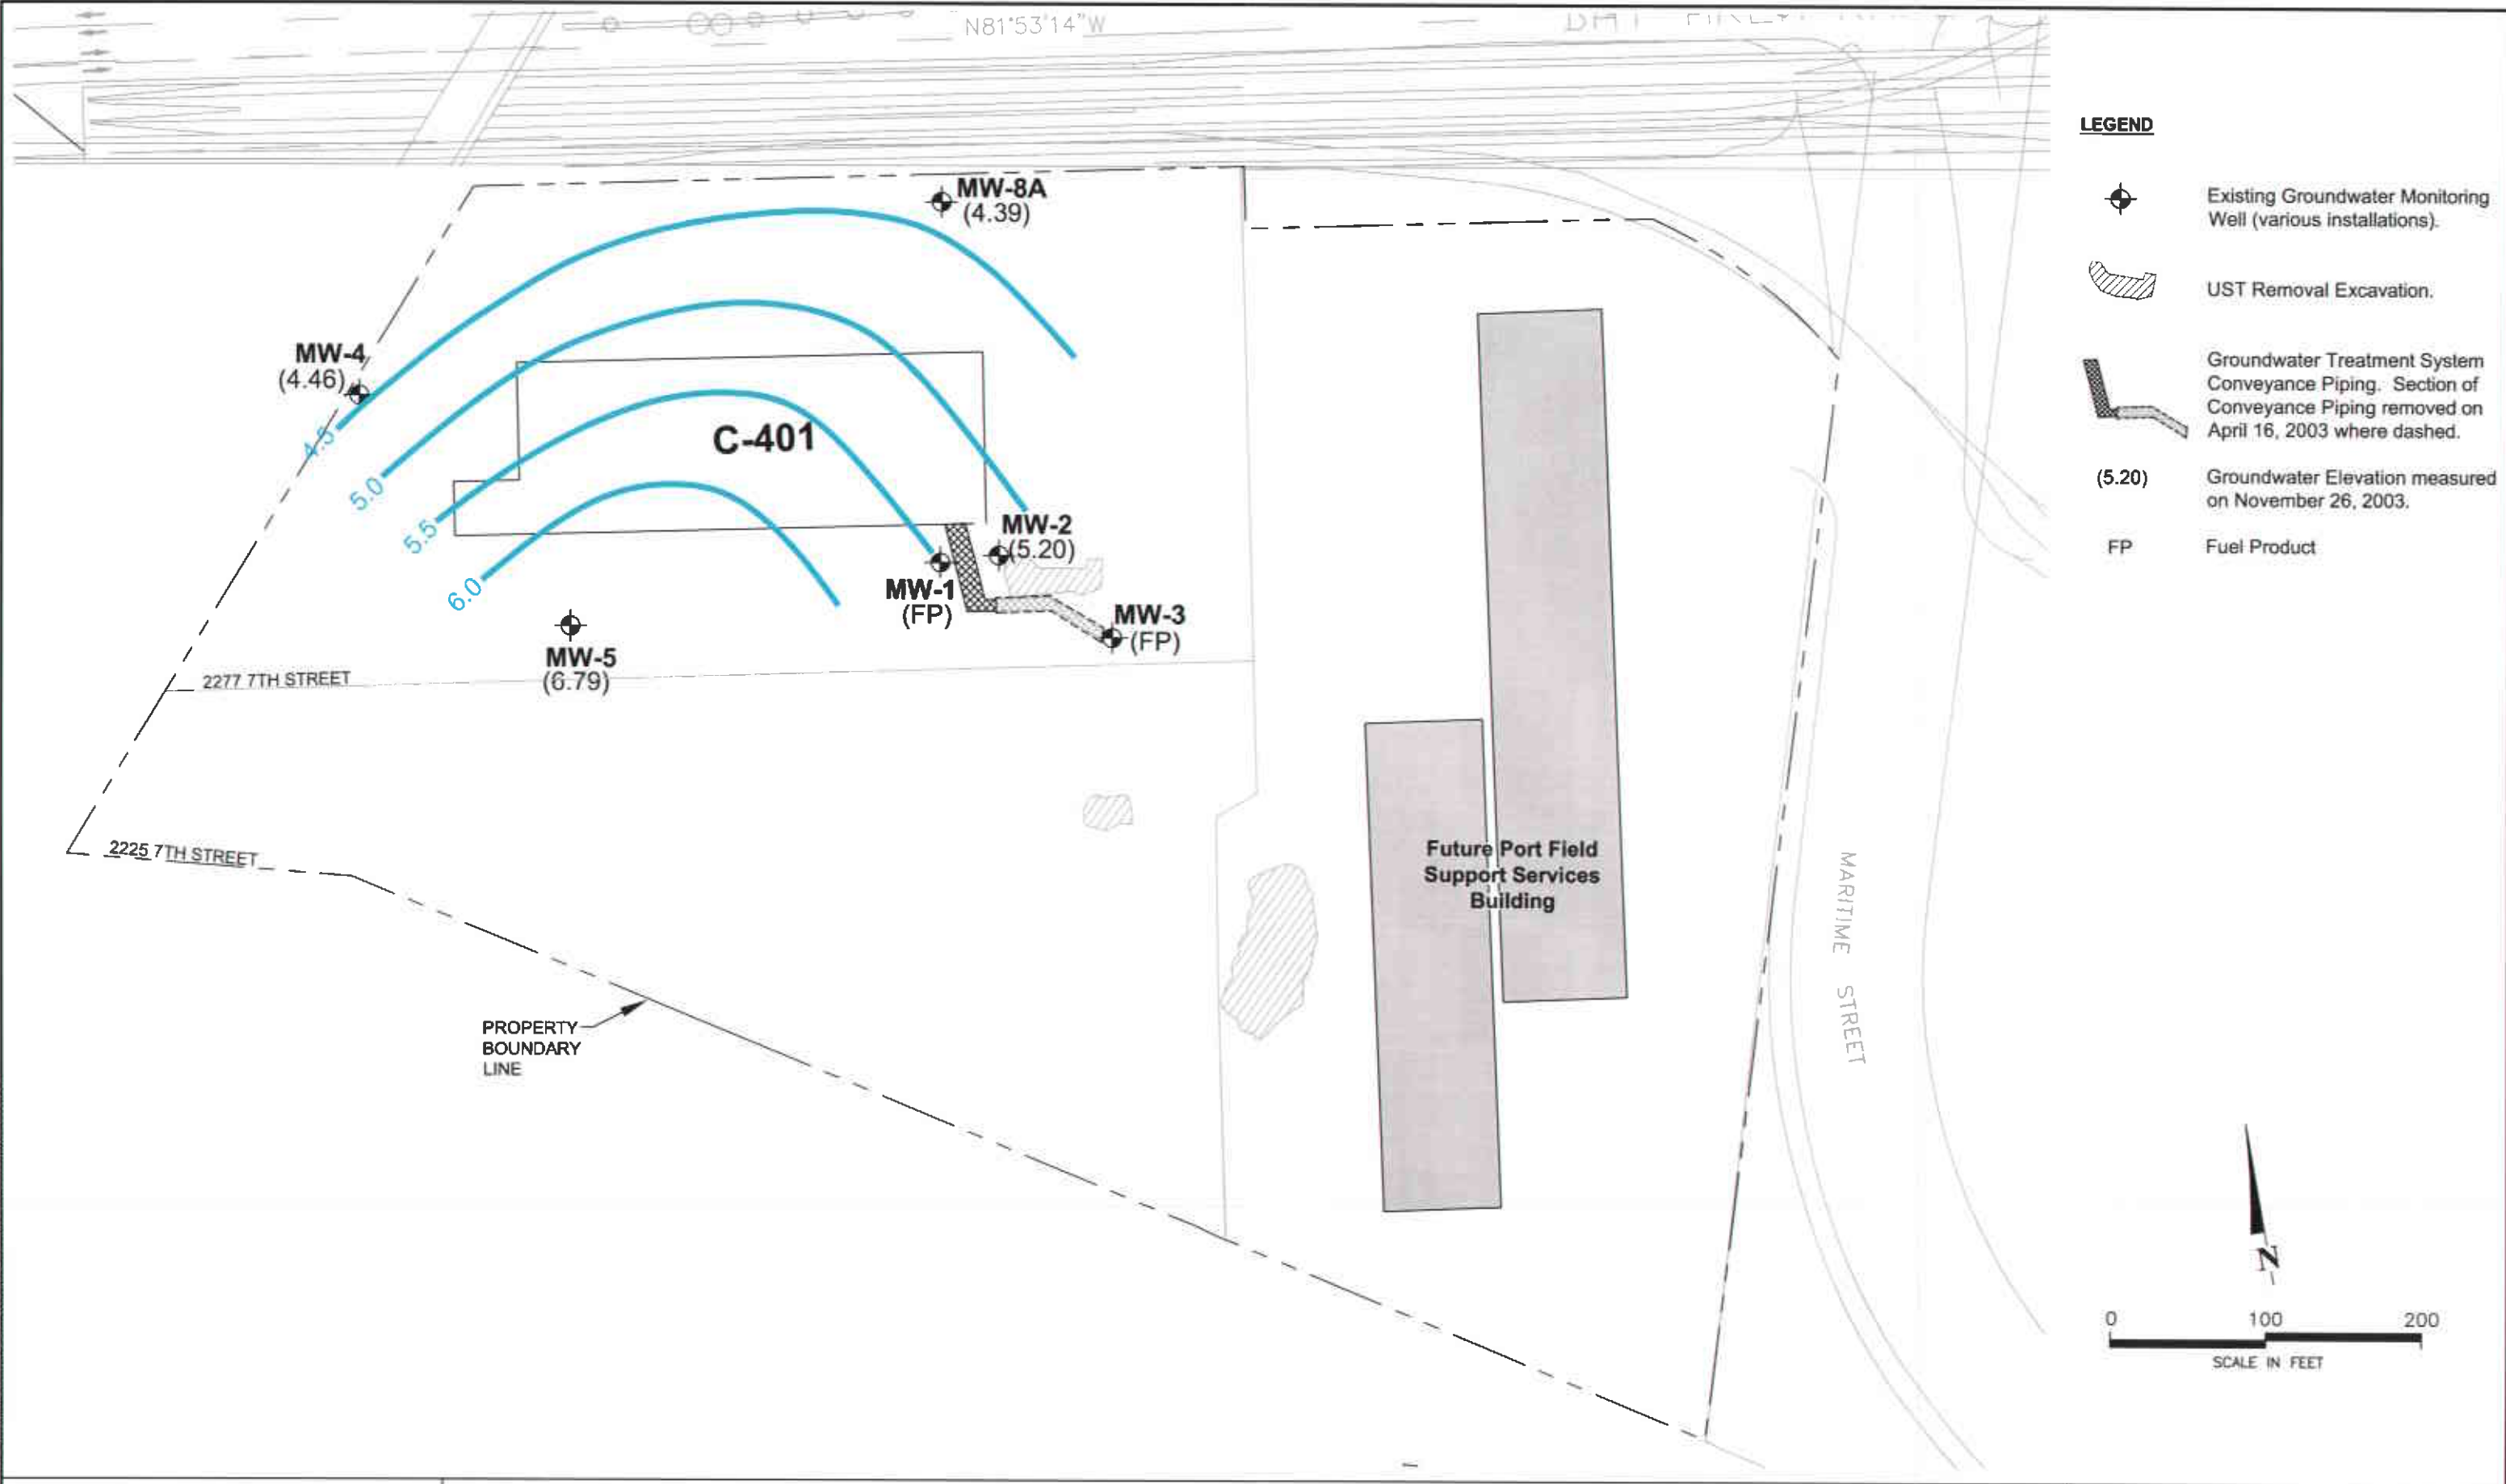 N81°53'14"W
MW-8A
(4.39)
MW-4
(4.46)
4.5
5.0
5.5
6.0
C-401
MW-2
(5.20)
MW-1
(FP)
MW-3
(FP)
MW-5
(6.79)
2277 7TH STREET
2225 7TH STREET
PROPERTY
BOUNDARY
LINE
Future Port Field
Support Services
Building
MARITIME STREET
LEGEND
Existing Groundwater Monitoring
Well (various installations).
UST Removal Excavation.
Groundwater Treatment System
Conveyance Piping. Section of
Conveyance Piping removed on
April 16, 2003 where dashed.
(5.20) Groundwater Elevation measured
on November 26, 2003.
FP Fuel Product
N
0 100 200
SCALE IN FEET